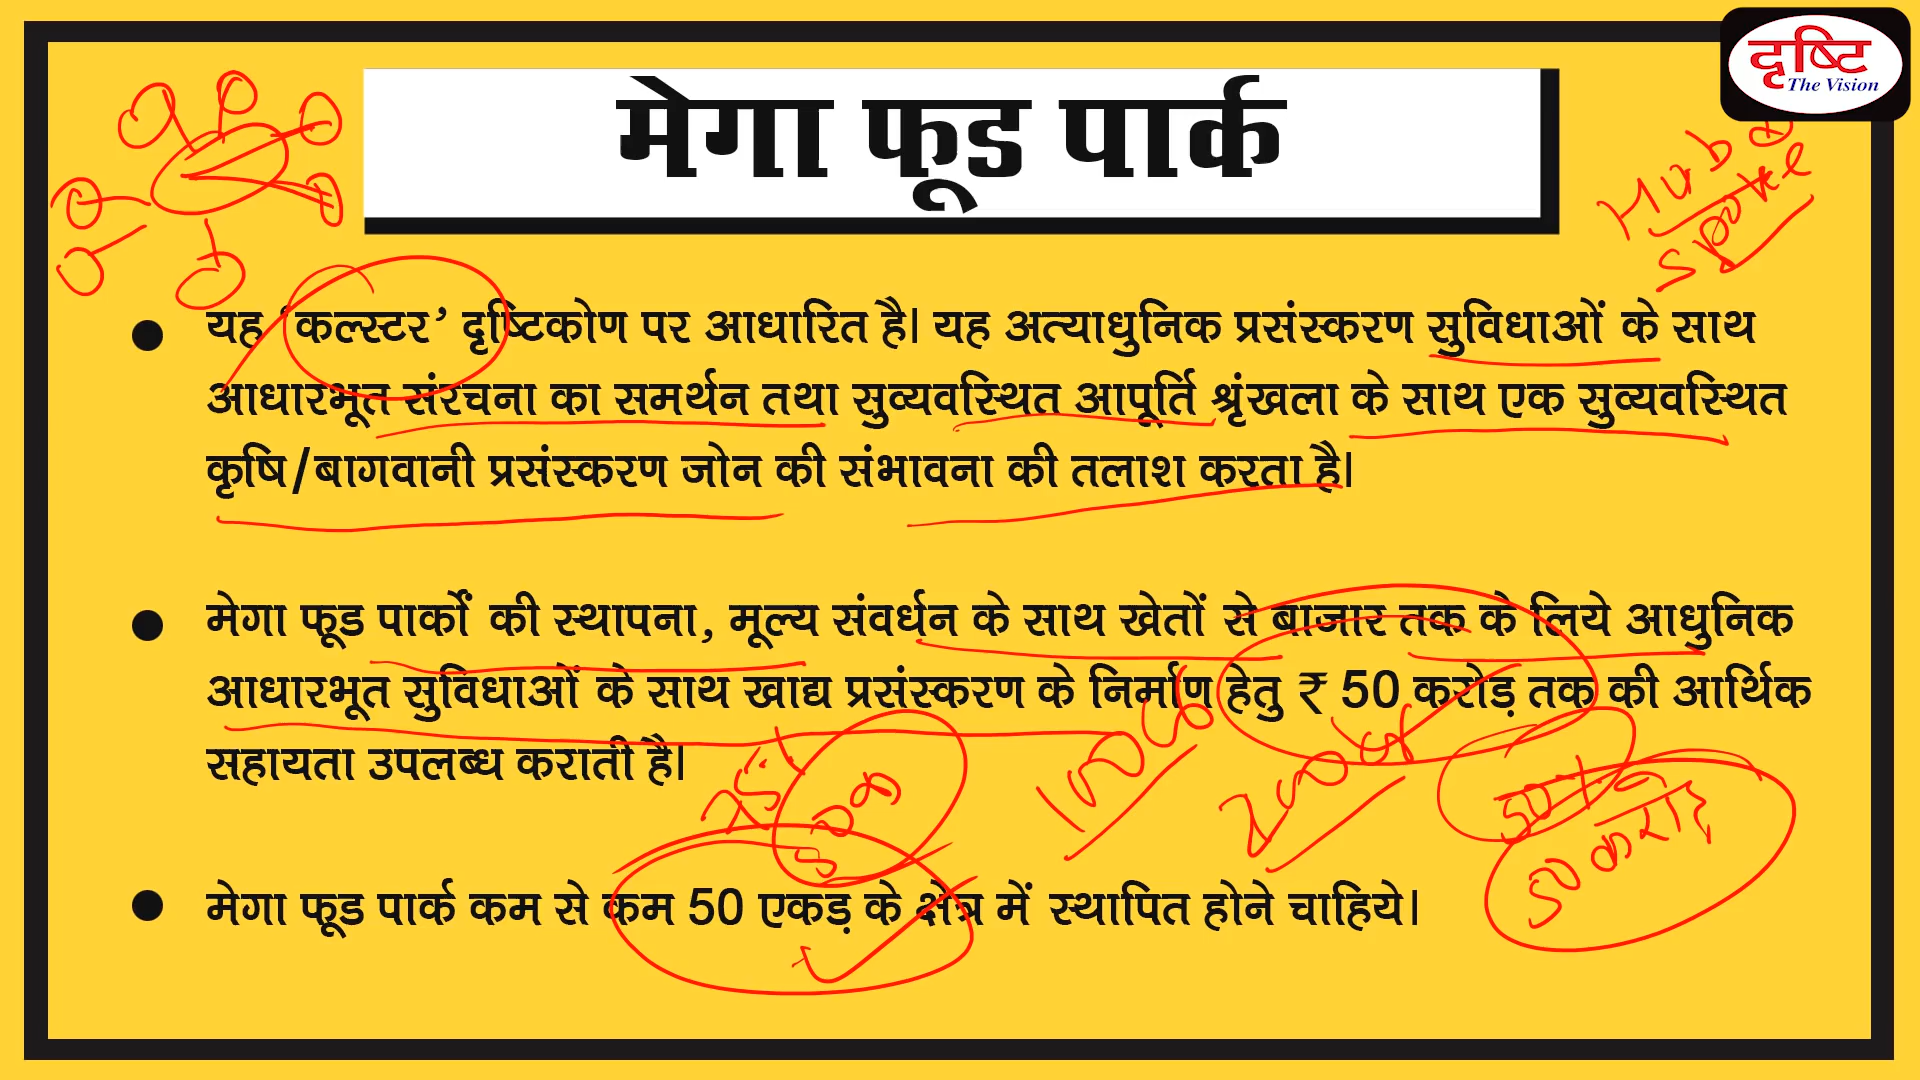 दृष्टि
The Vision
मेगा फूड पार्क
Hub &
spoke
यह ‘कल्स्टर’ दृष्टिकोण पर आधारित है। यह अत्याधुनिक प्रसंस्करण सुविधाओं के साथ
आधारभूत संरचना का समर्थन तथा सुव्यवस्थित आपूर्ति श्रृंखला के साथ एक सुव्यवस्थित
कृषि/बागवानी प्रसंस्करण जोन की संभावना की तलाश करता है।
मेगा फूड पार्कों की स्थापना, मूल्य संवर्धन के साथ खेतों से बाजार तक के लिये आधुनिक
आधारभूत सुविधाओं के साथ खाद्य प्रसंस्करण के निर्माण हेतु ₹ 50 करोड़ तक की आर्थिक
सहायता उपलब्ध कराती है।
50 करोड़
मेगा फूड पार्क कम से कम 50 एकड़ के क्षेत्र में स्थापित होने चाहिये।